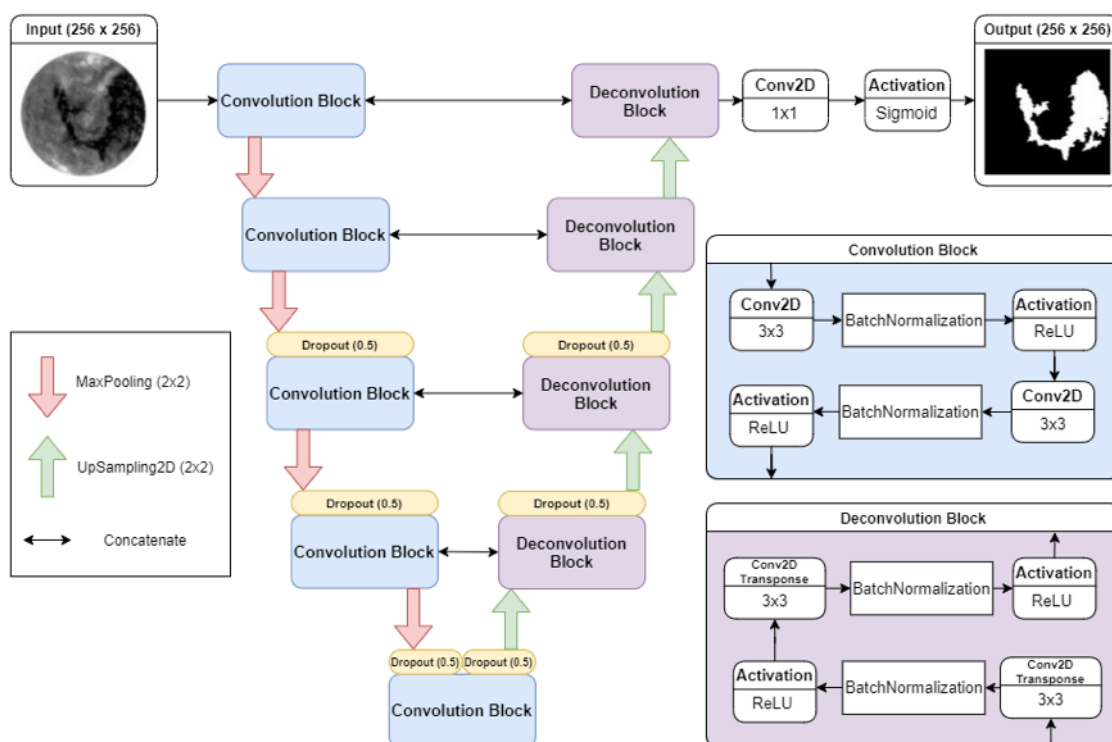 Input (256 x 256)
Convolution Block
Deconvolution
Block
Conv2D
1x1
Activation
Sigmoid
Output (256 x 256)
Convolution Block
Deconvolution
Block
MaxPooling (2x2)
UpSampling2D (2x2)
Concatenate
Dropout (0.5)
Convolution Block
Dropout (0.5)
Deconvolution
Block
Dropout (0.5)
Convolution Block
Dropout (0.5)
Deconvolution
Block
Dropout (0.5)
Dropout (0.5)
Convolution Block
Convolution Block
Conv2D
3x3
BatchNormalization
Activation
ReLU
Activation
ReLU
BatchNormalization
Conv2D
3x3
Deconvolution Block
Conv2D
Transponse
3x3
BatchNormalization
Activation
ReLU
Activation
ReLU
BatchNormalization
Conv2D
Transponse
3x3